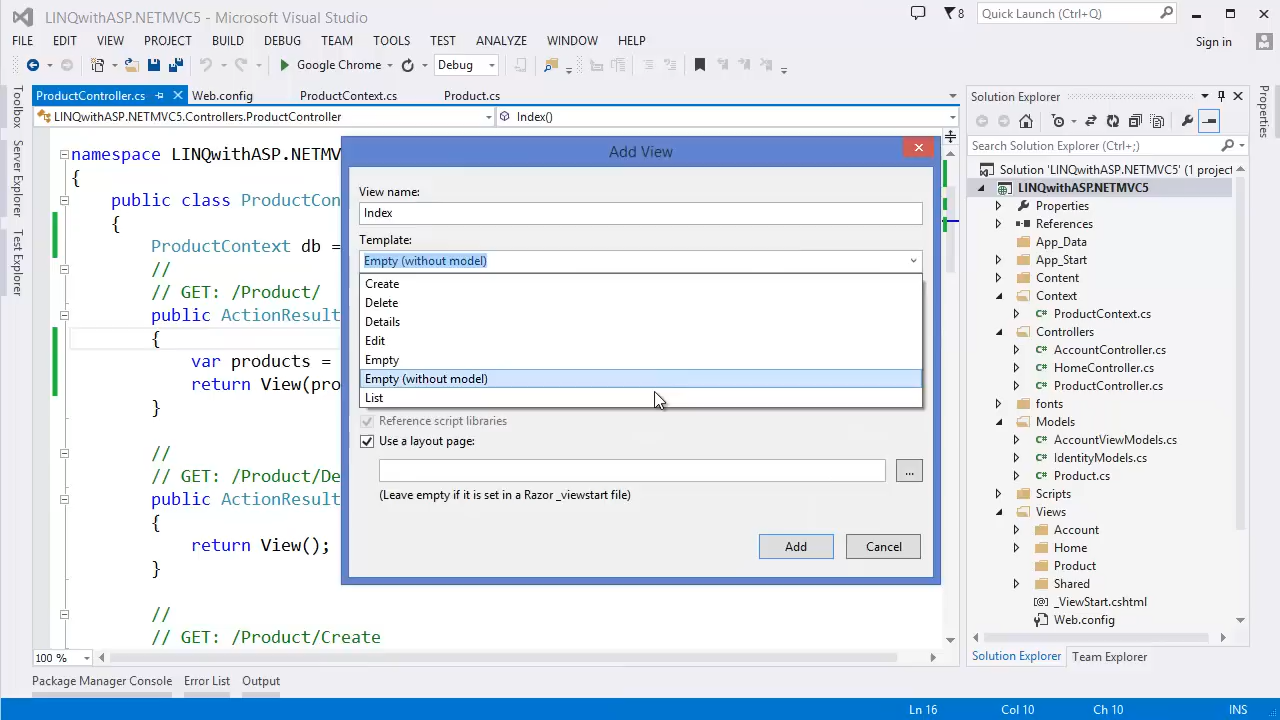 LINQwithASP.NETMVC5 - Microsoft Visual Studio
8
Quick Launch (Ctrl+Q)
FILE EDIT VIEW PROJECT BUILD DEBUG TEAM TOOLS TEST ANALYZE WINDOW HELP
Sign in
Google Chrome
Debug
ProductController.cs Web.config ProductContext.cs Product.cs
LINQwithASP.NETMVC5.Controllers.ProductController
Index()
Toolbox
Server Explorer
Test Explorer
namespace LINQwithASP.NETMV
{
public class ProductCon
{
ProductContext db =
//
// GET: /Product/
public ActionResult
{
var products =
return View(pro
}
//
// GET: /Product/De
public ActionResult
{
return View();
}
//
// GET: /Product/Create
100 %
Add View
View name:
Index
Template:
Empty (without model)
Create
Delete
Details
Edit
Empty
Empty (without model)
List
Reference script libraries
Use a layout page:
...
(Leave empty if it is set in a Razor _viewstart file)
Add
Cancel
Solution Explorer
Search Solution Explorer (Ctrl+;)
Solution 'LINQwithASP.NETMVC5' (1 project
LINQwithASP.NETMVC5
Properties
References
App_Data
App_Start
Content
Context
C# ProductContext.cs
Controllers
C# AccountController.cs
C# HomeController.cs
C# ProductController.cs
fonts
Models
C# AccountViewModels.cs
C# IdentityModels.cs
C# Product.cs
Scripts
Views
Account
Home
Product
Shared
_ViewStart.cshtml
Web.config
Solution Explorer Team Explorer
Properties
Package Manager Console Error List Output
Ln 16 Col 10 Ch 10 INS